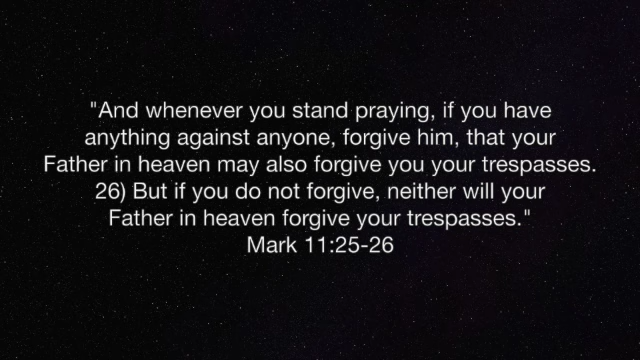 "And whenever you stand praying, if you have
anything against anyone, forgive him, that your
Father in heaven may also forgive you your trespasses.
26) But if you do not forgive, neither will your
Father in heaven forgive your trespasses."
Mark 11:25-26